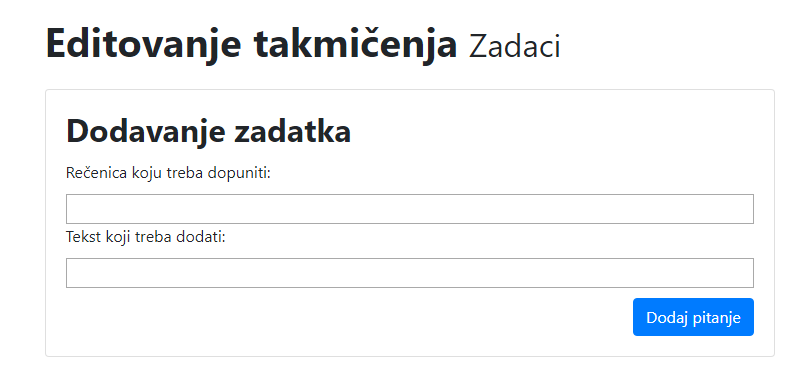 Editovanje takmičenja Zadaci
Dodavanje zadatka
Rečenica koju treba dopuniti:
Tekst koji treba dodati:
Dodaj pitanje